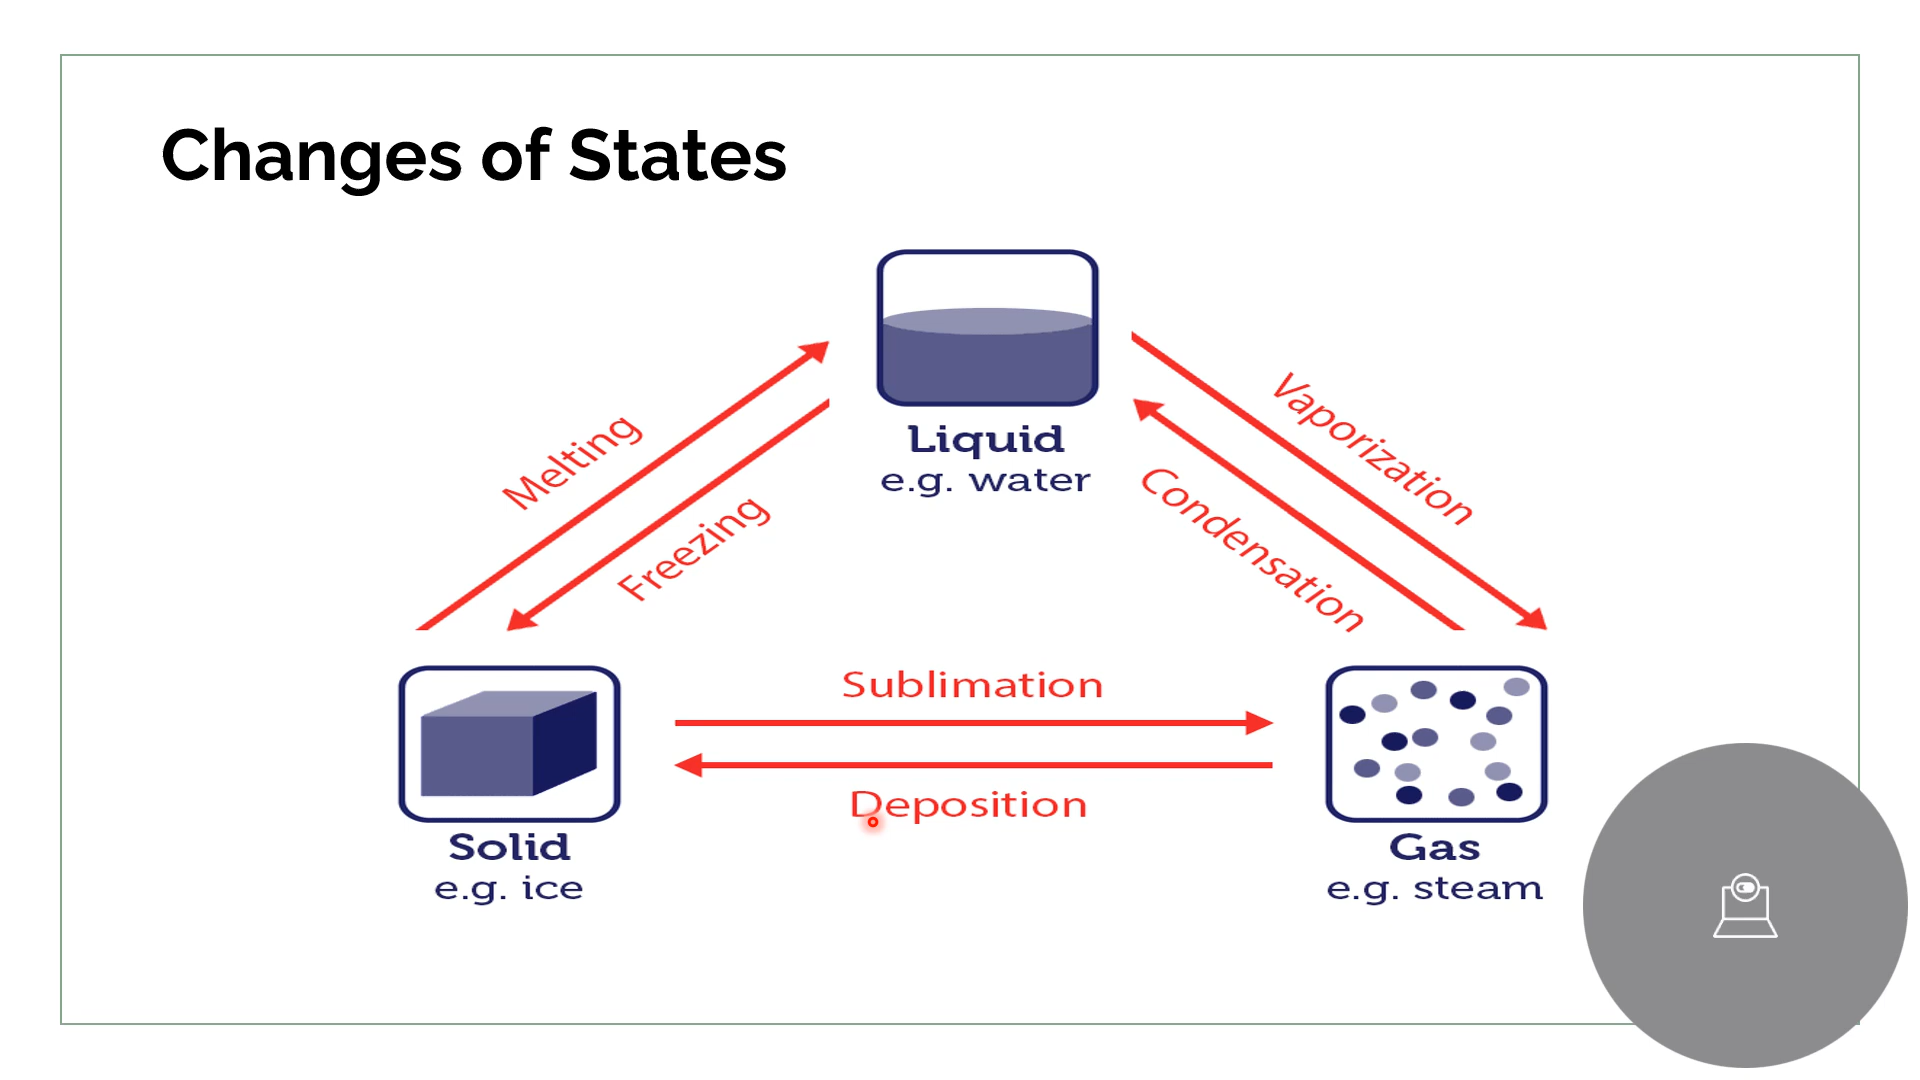 Changes of States
Liquid
e.g. water
Melting
Freezing
Vaporization
Condensation
Sublimation
Deposition
Solid
e.g. ice
Gas
e.g. steam